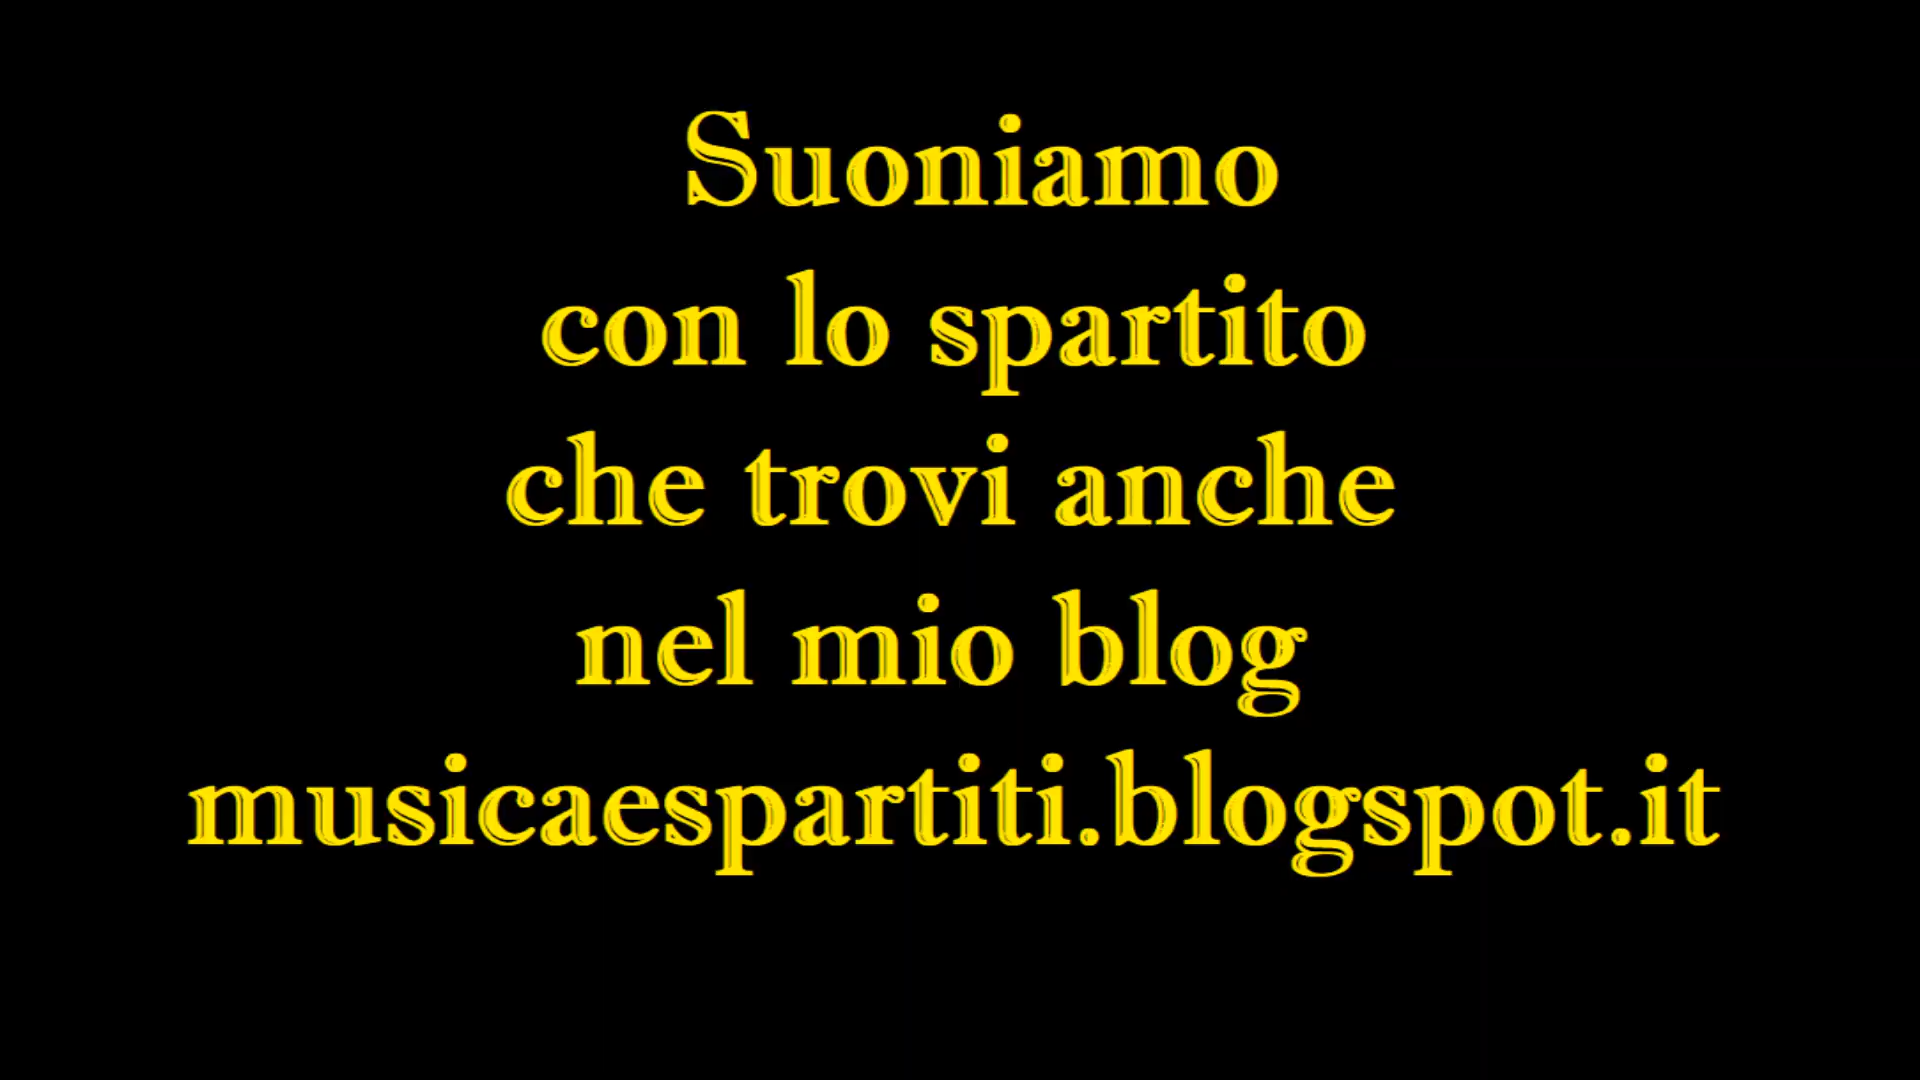 Suoniamo
con lo spartito
che trovi anche
nel mio blog
musicaespartiti.blogspot.it